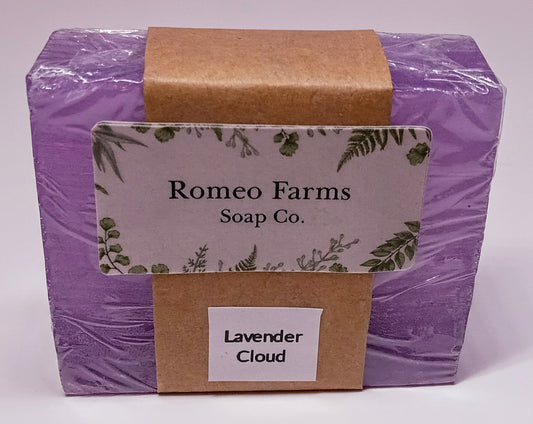 Romeo Farms
Soap Co.
Lavender
Cloud